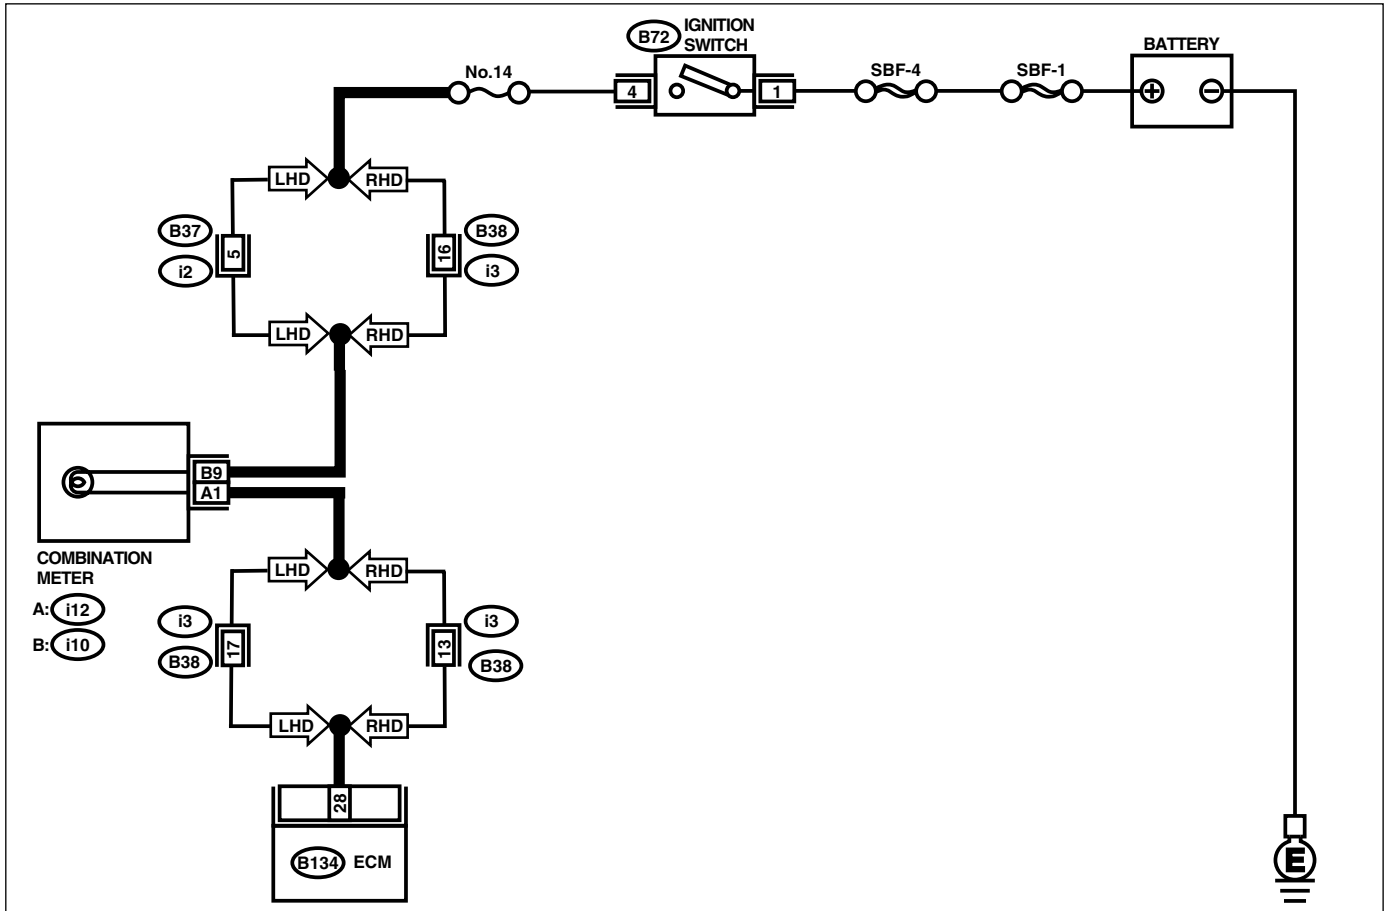 B72
IGNITION
SWITCH
BATTERY
No.14
SBF-4
SBF-1
4
1
LHD
RHD
B37
B38
5
16
i2
i3
LHD
RHD
B9
A1
COMBINATION
METER
A: i12
B: i10
LHD
RHD
i3
i3
17
13
B38
B38
LHD
RHD
28
B134 ECM
E